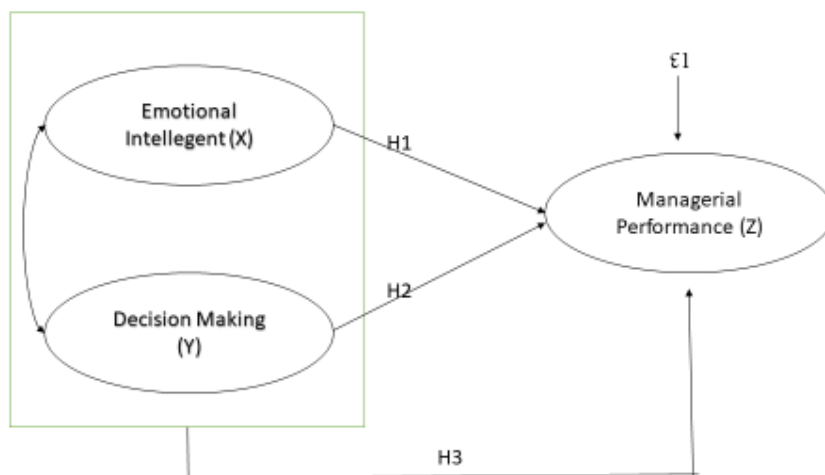 Emotional
Intellegent (X)
H1
ε1
Managerial
Performance (Z)
H2
Decision Making
(Y)
H3